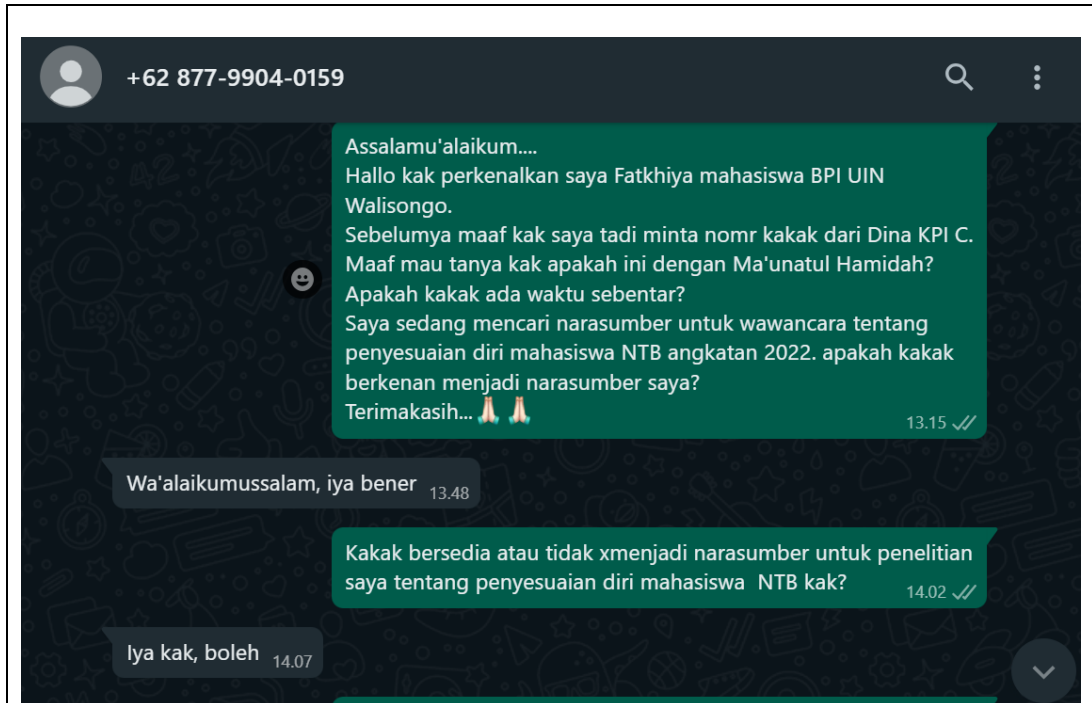 +62 877-9904-0159
Assalamu'alaikum....
Hallo kak perkenalkan saya Fatkhiya mahasiswa BPI UIN
Walisongo.
Sebelumya maaf kak saya tadi minta nomr kakak dari Dina KPI C.
Maaf mau tanya kak apakah ini dengan Ma'unatul Hamidah?
Apakah kakak ada waktu sebentar?
Saya sedang mencari narasumber untuk wawancara tentang
penyesuaian diri mahasiswa NTB angkatan 2022. apakah kakak
berkenan menjadi narasumber saya?
Terimakasih...🙏🏻 🙏🏻
13.15
Wa'alaikumussalam, iya bener 13.48
Kakak bersedia atau tidak xmenjadi narasumber untuk penelitian
saya tentang penyesuaian diri mahasiswa  NTB kak? 14.02
Iya kak, boleh 14.07